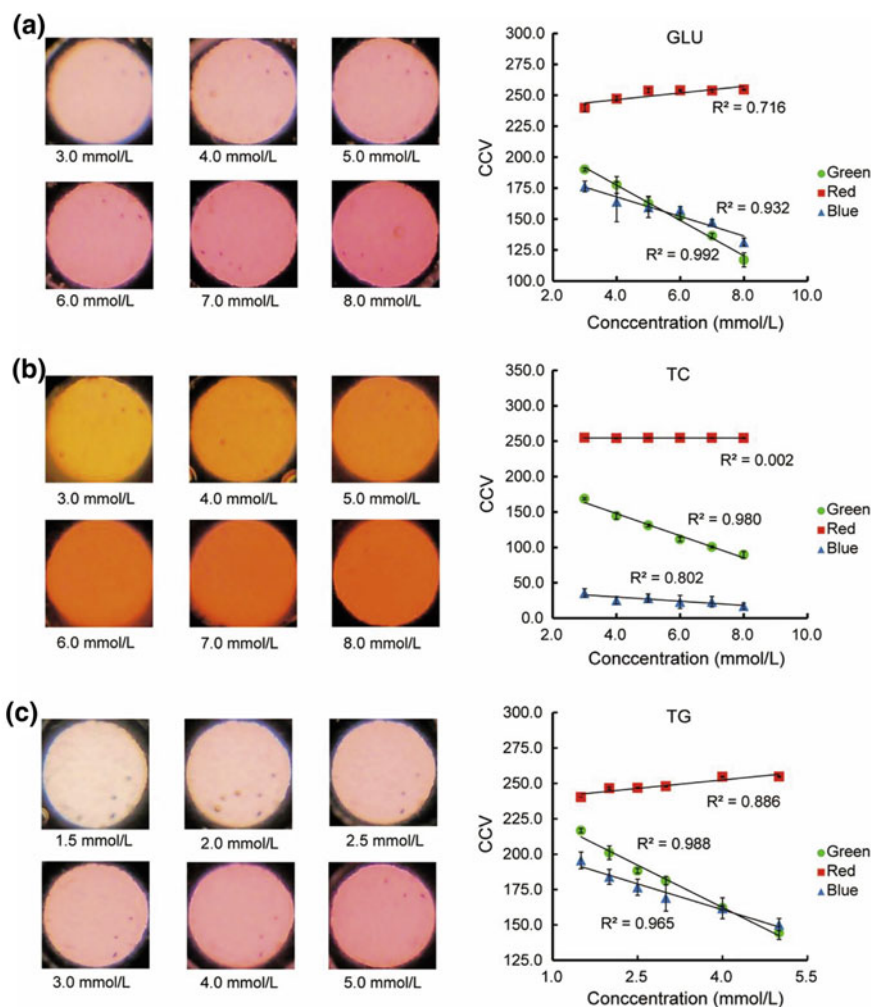 (a)
3.0 mmol/L 4.0 mmol/L 5.0 mmol/L
6.0 mmol/L 7.0 mmol/L 8.0 mmol/L
GLU
300.0
275.0
250.0
225.0
200.0
175.0
150.0
125.0
100.0
CCV
R² = 0.716
R² = 0.932
R² = 0.992
Green
Red
Blue
2.0 4.0 6.0 8.0 10.0
Conccentration (mmol/L)
(b)
3.0 mmol/L 4.0 mmol/L 5.0 mmol/L
6.0 mmol/L 7.0 mmol/L 8.0 mmol/L
TC
350.0
300.0
250.0
200.0
150.0
100.0
50.0
0.0
CCV
R² = 0.002
R² = 0.980
R² = 0.802
Green
Red
Blue
2.0 4.0 6.0 8.0 10.0
Conccentration (mmol/L)
(c)
1.5 mmol/L 2.0 mmol/L 2.5 mmol/L
3.0 mmol/L 4.0 mmol/L 5.0 mmol/L
TG
300.0
275.0
250.0
225.0
200.0
175.0
150.0
125.0
CCV
R² = 0.886
R² = 0.988
R² = 0.965
Green
Red
Blue
1.0 2.5 4.0 5.5
Conccentration (mmol/L)